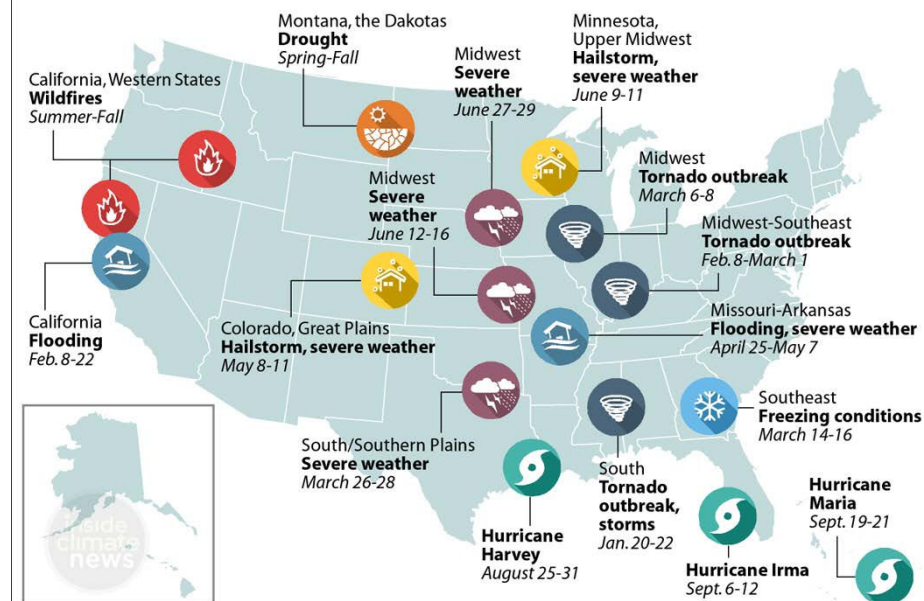 Montana, the Dakotas
Drought
Spring-Fall
Midwest
Severe
weather
June 27-29
Minnesota,
Upper Midwest
Hailstorm,
severe weather
June 9-11
California, Western States
Wildfires
Summer-Fall
Midwest
Severe
weather
June 12-16
Midwest
Tornado outbreak
March 6-8
Midwest-Southeast
Tornado outbreak
Feb. 8-March 1
California
Flooding
Feb. 8-22
Colorado, Great Plains
Hailstorm, severe weather
May 8-11
Missouri-Arkansas
Flooding, severe weather
April 25-May 7
Southeast
Freezing conditions
March 14-16
South/Southern Plains
Severe weather
March 26-28
South
Tornado
outbreak,
storms
Jan. 20-22
Hurricane
Harvey
August 25-31
Hurricane Irma
Sept. 6-12
Hurricane
Maria
Sept. 19-21
inside
climate
news